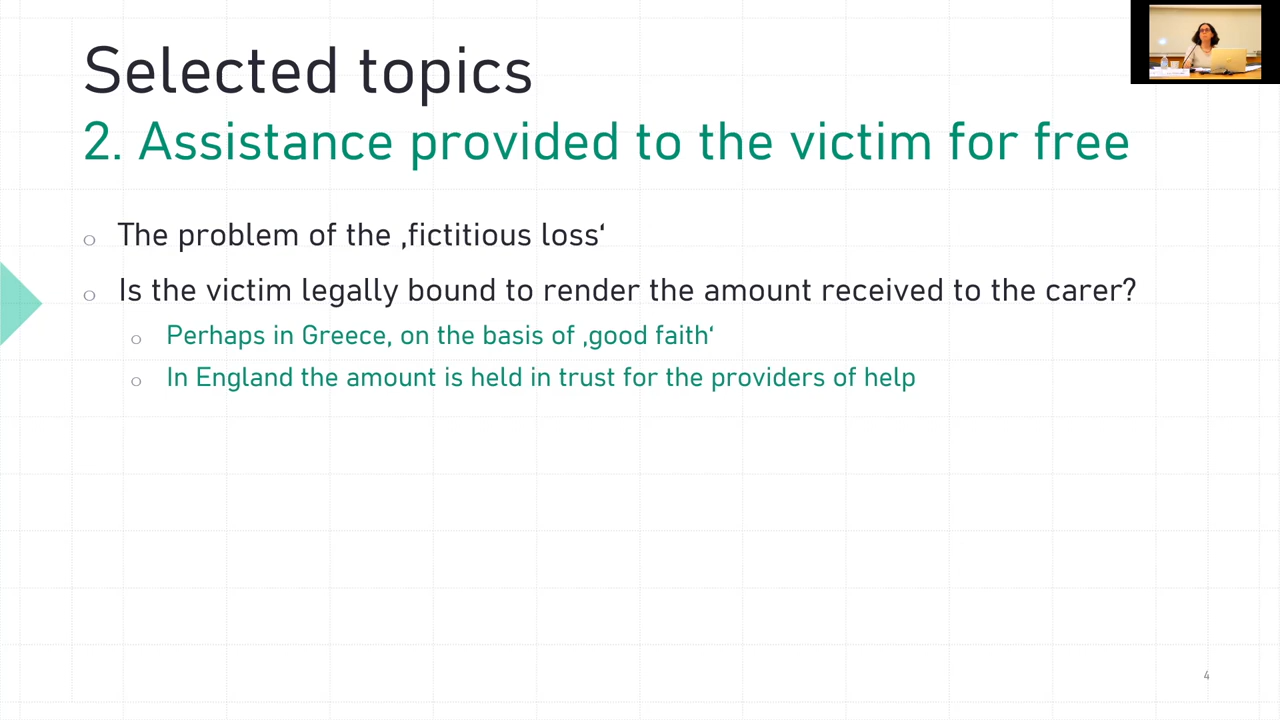 Selected topics
2. Assistance provided to the victim for free
o The problem of the ‚fictitious loss‘
o Is the victim legally bound to render the amount received to the carer?
o Perhaps in Greece, on the basis of ‚good faith‘
o In England the amount is held in trust for the providers of help
4